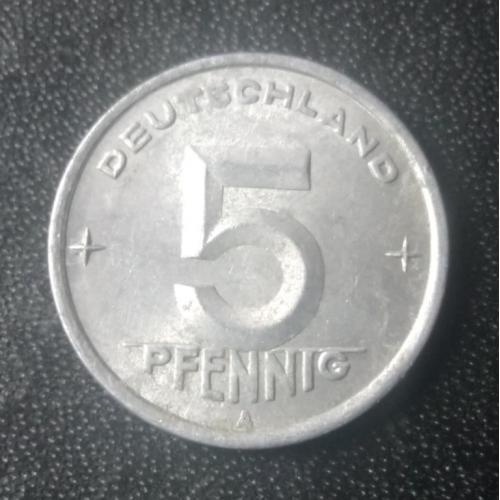 DEUTSCHLAND
5
PFENNIG
A